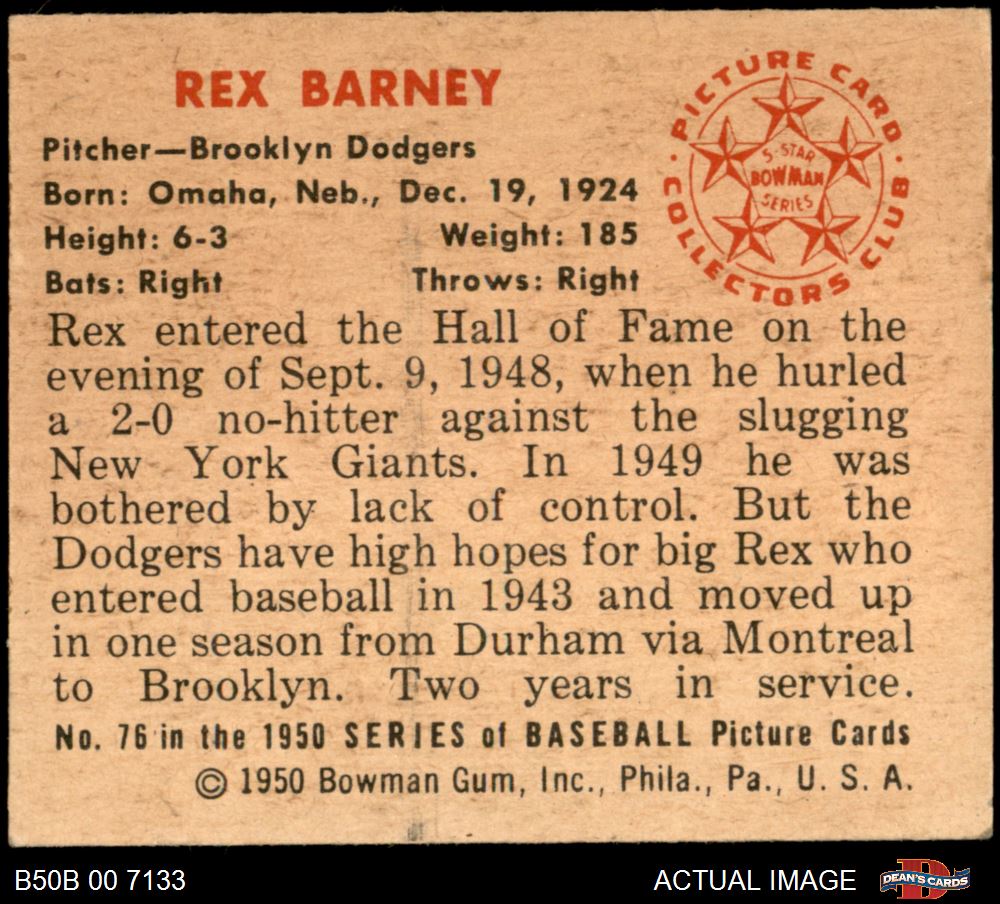 REX BARNEY
Pitcher—Brooklyn Dodgers
Born: Omaha, Neb., Dec. 19, 1924
Height: 6-3 Weight: 185
Bats: Right Throws: Right
PICTURE CARD
COLLECTORS CLUB
5-STAR
BOWMAN
SERIES
Rex entered the Hall of Fame on the
evening of Sept. 9, 1948, when he hurled
a 2-0 no-hitter against the slugging
New York Giants. In 1949 he was
bothered by lack of control. But the
Dodgers have high hopes for big Rex who
entered baseball in 1943 and moved up
in one season from Durham via Montreal
to Brooklyn. Two years in service.
No. 76 in the 1950 SERIES of BASEBALL Picture Cards
© 1950 Bowman Gum, Inc., Phila., Pa., U. S. A.
B50B 00 7133 ACTUAL IMAGE
D
DEAN'S CARDS